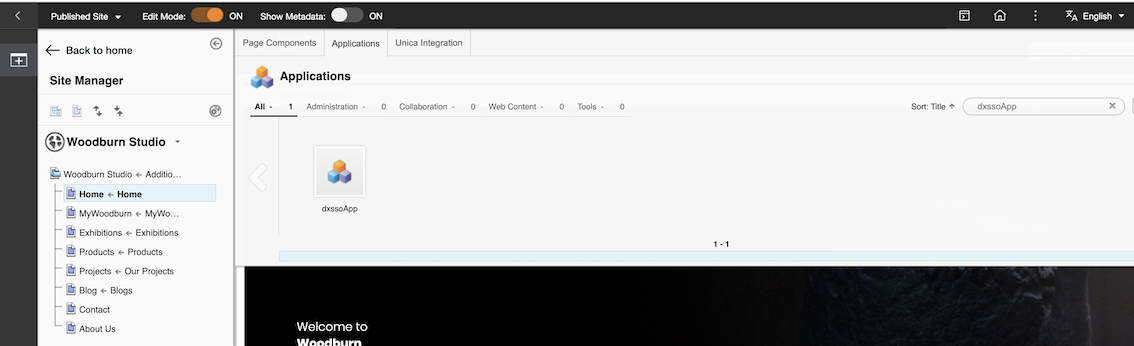 Published Site Edit Mode: ON Show Metadata: ON English
Back to home
Site Manager
Woodburn Studio
Woodburn Studio ← Additio...
Home ← Home
MyWoodburn ← MyWo...
Exhibitions ← Exhibitions
Products ← Products
Projects ← Our Projects
Blog ← Blogs
Contact
About Us
Page Components Applications Unica Integration
Applications
All - 1 Administration - 0 Collaboration - 0 Web Content - 0 Tools - 0 Sort: Title ↑ dxssoApp
dxssoApp
1 - 1
Welcome to
Woodburn